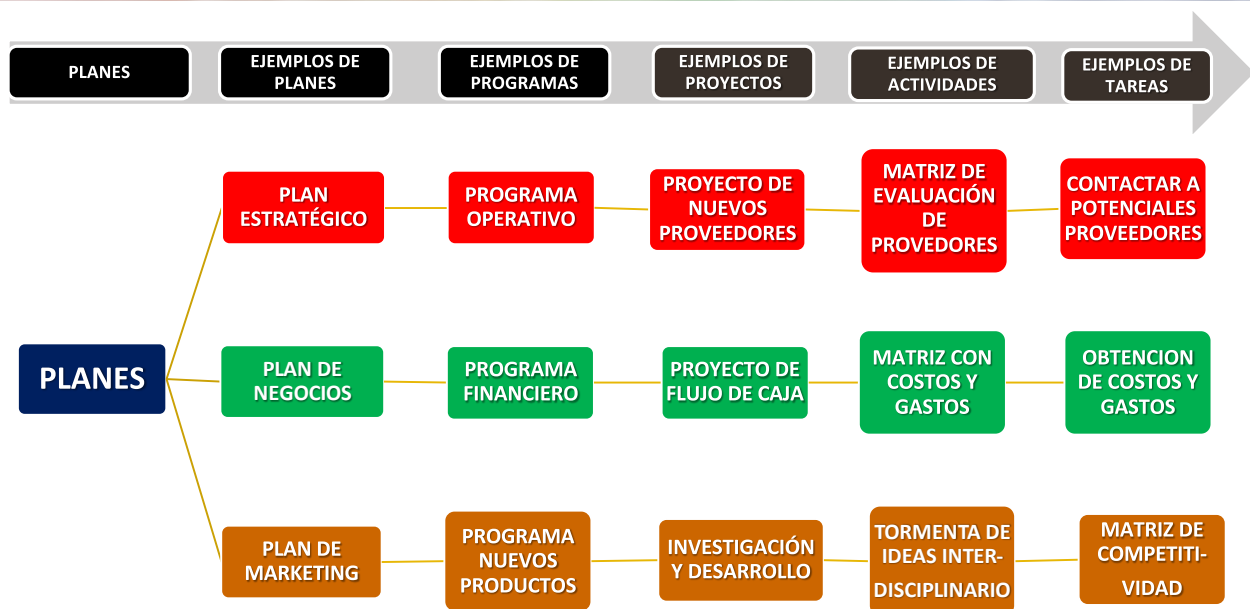 PLANES
EJEMPLOS DE
PLANES
EJEMPLOS DE
PROGRAMAS
EJEMPLOS DE
PROYECTOS
EJEMPLOS DE
ACTIVIDADES
EJEMPLOS DE
TAREAS
PLAN
ESTRATÉGICO
PROGRAMA
OPERATIVO
PROYECTO DE
NUEVOS
PROVEEDORES
MATRIZ DE
EVALUACIÓN
DE
PROVEDORES
CONTACTAR A
POTENCIALES
PROVEEDORES
PLANES
PLAN DE
NEGOCIOS
PROGRAMA
FINANCIERO
PROYECTO DE
FLUJO DE CAJA
MATRIZ CON
COSTOS Y
GASTOS
OBTENCION
DE COSTOS Y
GASTOS
PLAN DE
MARKETING
PROGRAMA
NUEVOS
PRODUCTOS
INVESTIGACIÓN
Y DESARROLLO
TORMENTA DE
IDEAS INTER-
DISCIPLINARIO
MATRIZ DE
COMPETITI-
VIDAD